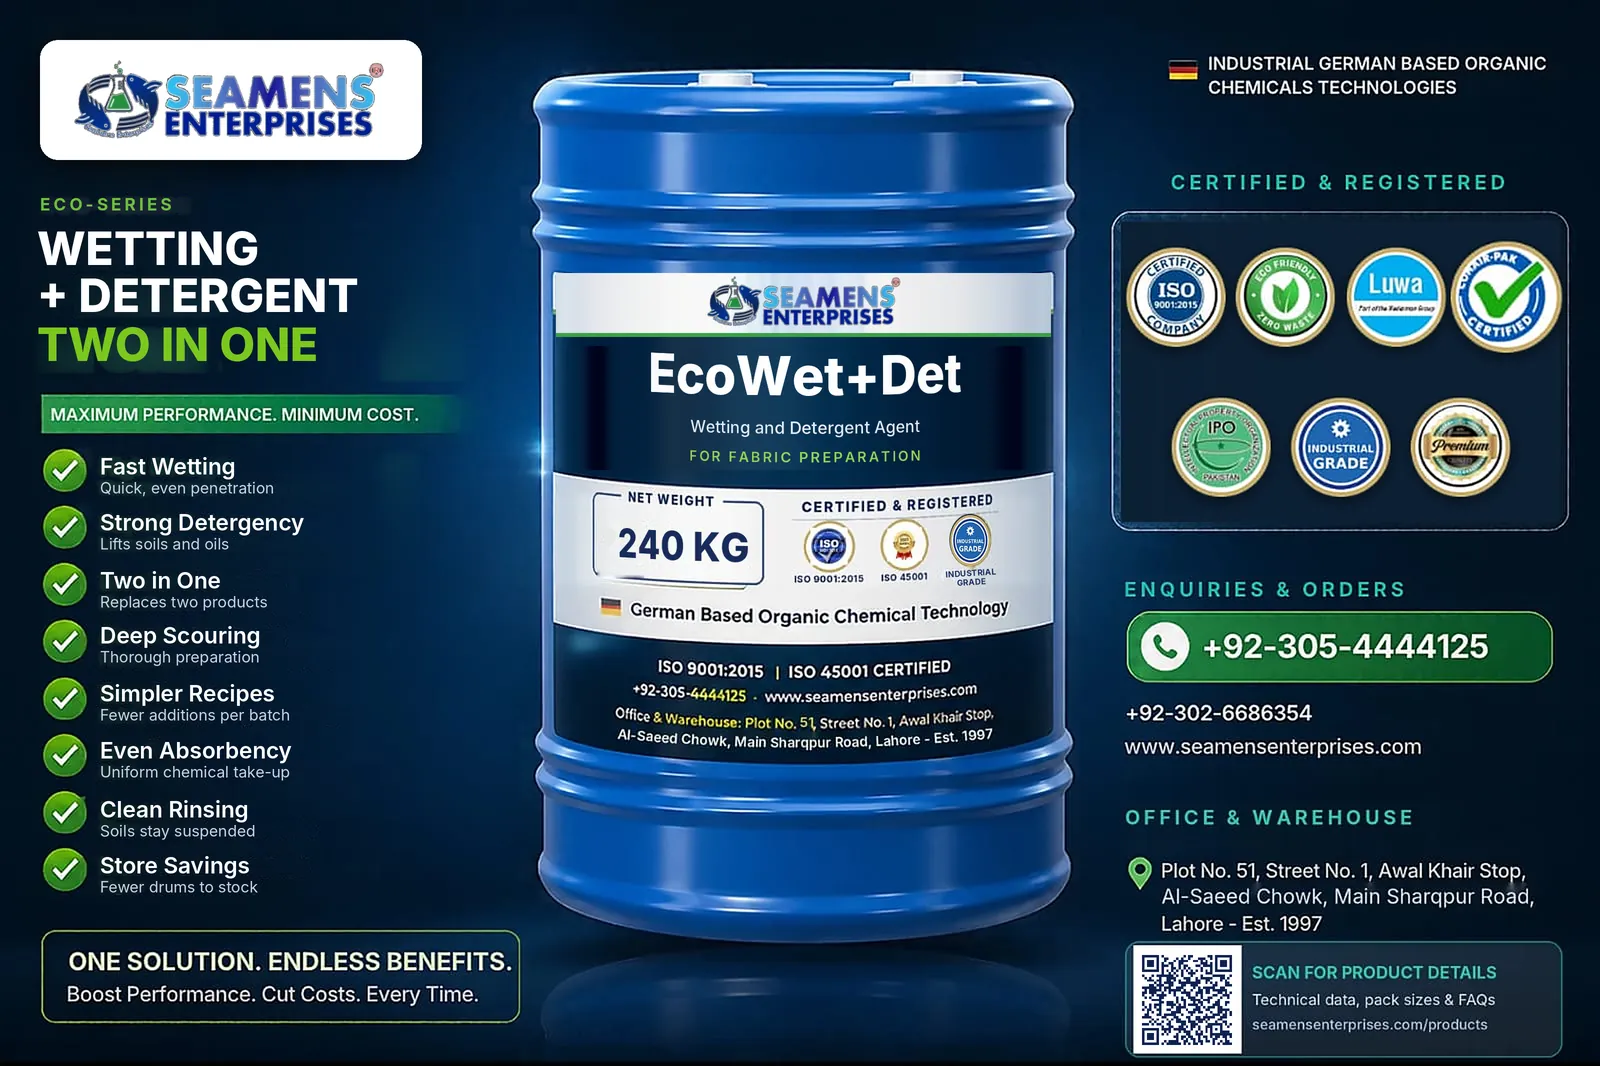 SEAMENS
ENTERPRISES
ECO-SERIES
WETTING
+ DETERGENT
TWO IN ONE
MAXIMUM PERFORMANCE. MINIMUM COST.
Fast Wetting
Quick, even penetration
Strong Detergency
Lifts soils and oils
Two in One
Replaces two products
Deep Scouring
Thorough preparation
Simpler Recipes
Fewer additions per batch
Even Absorbency
Uniform chemical take-up
Clean Rinsing
Soils stay suspended
Store Savings
Fewer drums to stock
ONE SOLUTION. ENDLESS BENEFITS.
Boost Performance. Cut Costs. Every Time.
SEAMENS
ENTERPRISES
EcoWet+Det
Wetting and Detergent Agent
FOR FABRIC PREPARATION
NET WEIGHT
240 KG
CERTIFIED & REGISTERED
ISO
INDUSTRIAL
GRADE
ISO 9001:2015
ISO 45001
INDUSTRIAL
GRADE
German Based Organic Chemical Technology
ISO 9001:2015 | ISO 45001 CERTIFIED
+92-305-4444125 · www.seamensenterprises.com
Office & Warehouse: Plot No. 51, Street No. 1, Awal Khair Stop,
Al-Saeed Chowk, Main Sharqpur Road, Lahore - Est. 1997
INDUSTRIAL GERMAN BASED ORGANIC
CHEMICALS TECHNOLOGIES
CERTIFIED & REGISTERED
CERTIFIED
ISO
9001:2015
COMPANY
ECO FRIENDLY
ZERO WASTE
Luwa
CERTIFIED
INTELLECTUAL PROPERTY ORGANIZATION
IPO
PAKISTAN
INDUSTRIAL
GRADE
Premium
ENQUIRIES & ORDERS
+92-305-4444125
+92-302-6686354
www.seamensenterprises.com
OFFICE & WAREHOUSE
Plot No. 51, Street No. 1, Awal Khair Stop,
Al-Saeed Chowk, Main Sharqpur Road,
Lahore - Est. 1997
SCAN FOR PRODUCT DETAILS
Technical data, pack sizes & FAQs
seamensenterprises.com/products